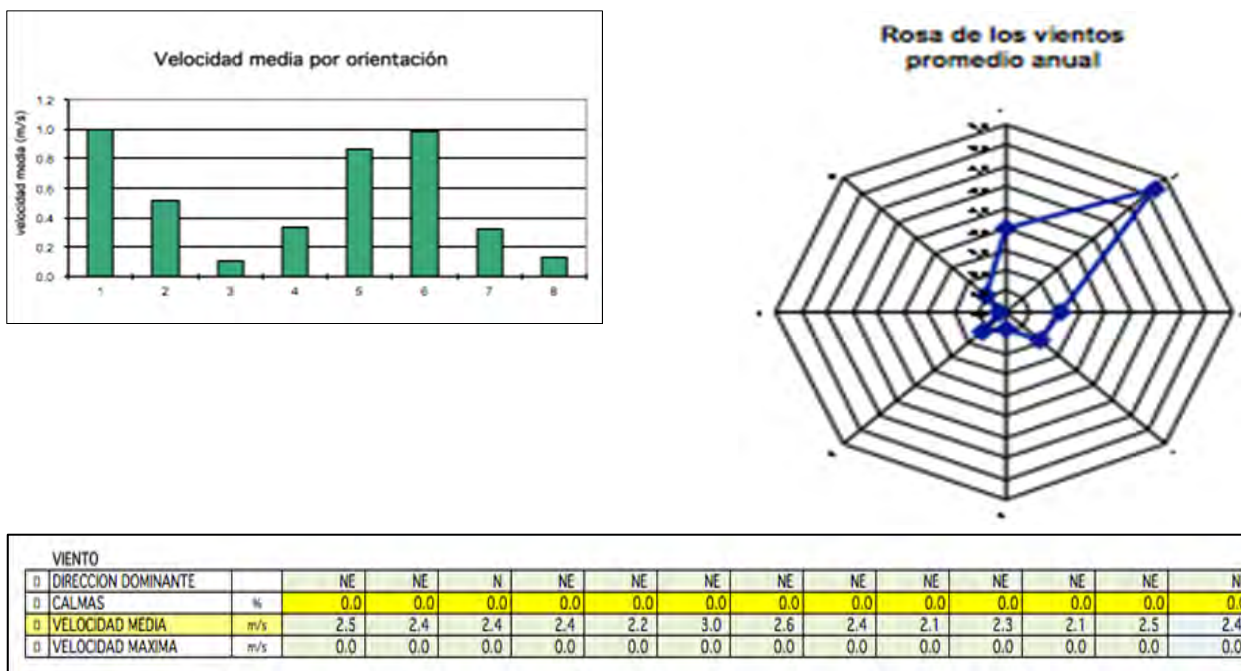 Velocidad media por orientación
velocidad media (m/s)
1.2
1.0
0.8
0.6
0.4
0.2
0.0
1 2 3 4 5 6 7 8
Rosa de los vientos
promedio anual
VIENTO
DIRECCION DOMINANTE NE NE N NE NE NE NE NE NE NE NE NE
CALMAS % 0.0 0.0 0.0 0.0 0.0 0.0 0.0 0.0 0.0 0.0 0.0 0.0
VELOCIDAD MEDIA m/s 2.5 2.4 2.4 2.4 2.2 3.0 2.6 2.4 2.1 2.3 2.1 2.5 2.4
VELOCIDAD MAXIMA m/s 0.0 0.0 0.0 0.0 0.0 0.0 0.0 0.0 0.0 0.0 0.0 0.0 0.0